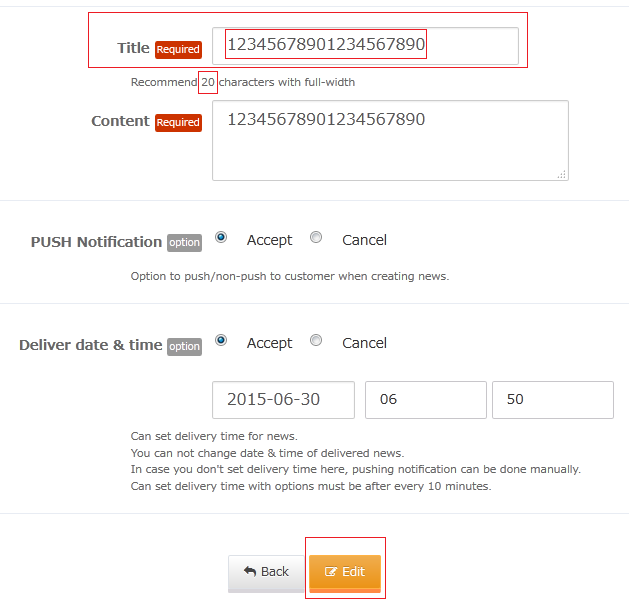 Title Required 12345678901234567890
Recommend 20 characters with full-width
Content Required 12345678901234567890
PUSH Notification option Accept Cancel
Option to push/non-push to customer when creating news.
Deliver date & time option Accept Cancel
2015-06-30 06 50
Can set delivery time for news.
You can not change date & time of delivered news.
In case you don't set delivery time here, pushing notification can be done manually.
Can set delivery time with options must be after every 10 minutes.
Back Edit